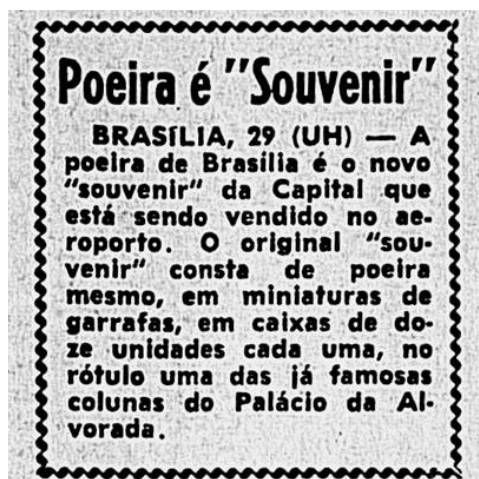 Poeira é "Souvenir"
BRASÍLIA, 29 (UH) — A
poeira de Brasília é o novo
"souvenir" da Capital que
está sendo vendido no ae-
roporto. O original "sou-
venir" consta de poeira
mesmo, em miniaturas de
garrafas, em caixas de do-
ze unidades cada uma, no
rótulo uma das já famosas
colunas do Palácio da Al-
vorada.